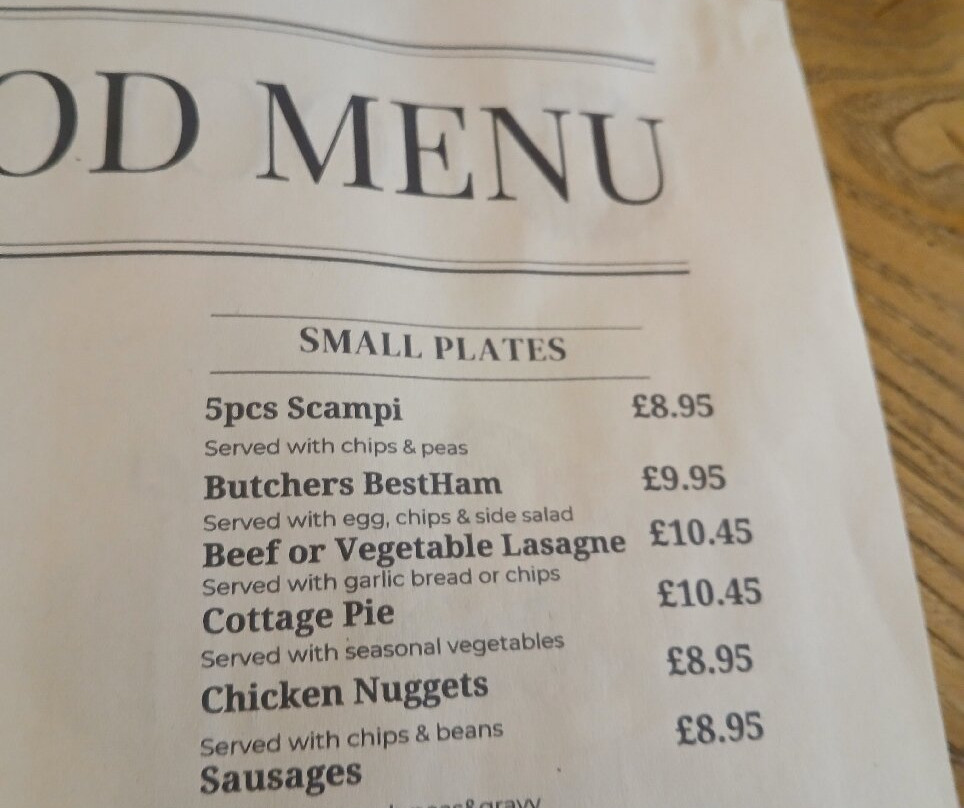 OD MENU
SMALL PLATES
5pcs Scampi £8.95
Served with chips & peas
Butchers BestHam £9.95
Served with egg, chips & side salad
Beef or Vegetable Lasagne £10.45
Served with garlic bread or chips
Cottage Pie £10.45
Served with seasonal vegetables
Chicken Nuggets £8.95
Served with chips & beans
Sausages £8.95
& gravy